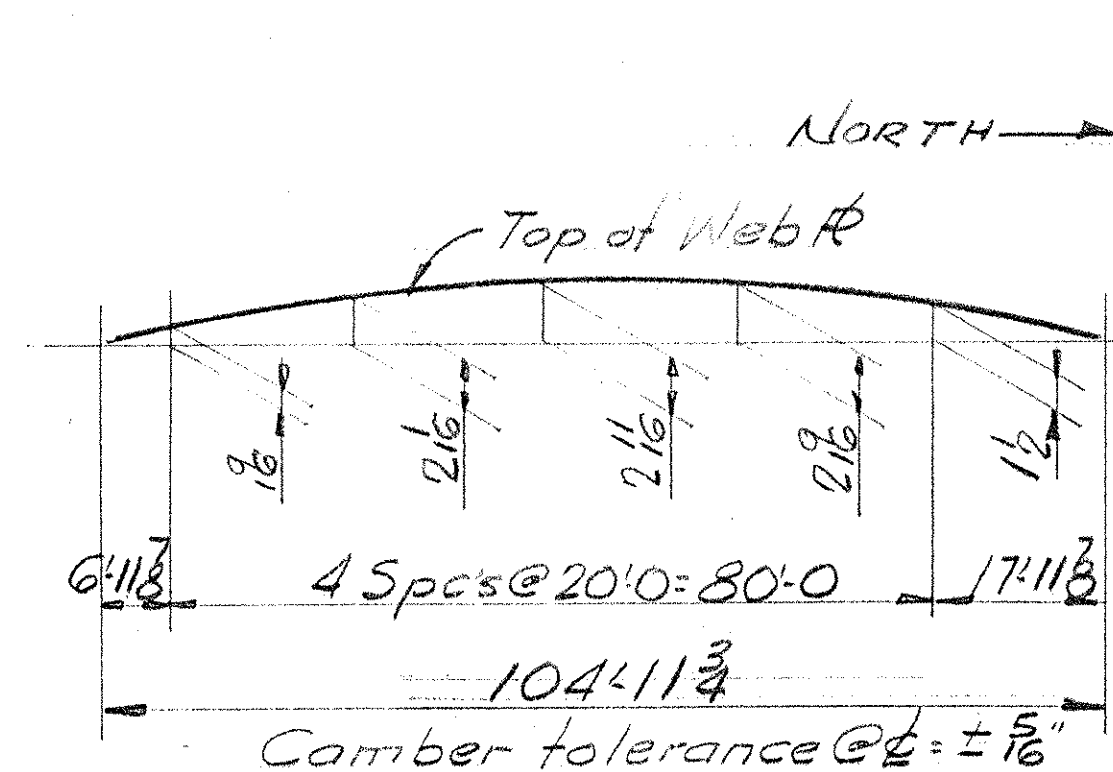 NORTH
Top of Web ⅊
9/16
2 1/16
2 11/16
2 9/16
1 1/2
6'-11 7/8
4 Spc's @ 20'-0 = 80'-0
17'-11 7/8
104'-11 3/4
Camber tolerance @ ℄ = ± 5/16"